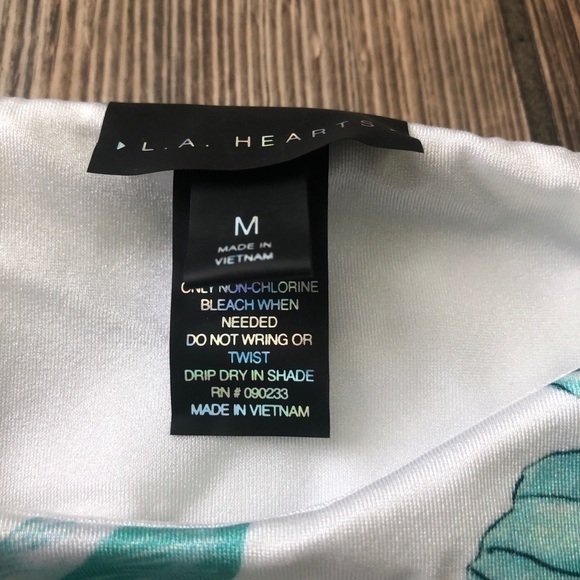 L.A. HEARTS
M
MADE IN
VIETNAM
ONLY NON-CHLORINE
BLEACH WHEN
NEEDED
DO NOT WRING OR
TWIST
DRIP DRY IN SHADE
RN # 090233
MADE IN VIETNAM